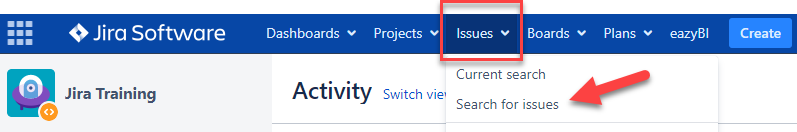 Jira Software Dashboards Projects Issues Boards Plans eazyBI Create
Jira Training
Activity Switch view
Current search
Search for issues